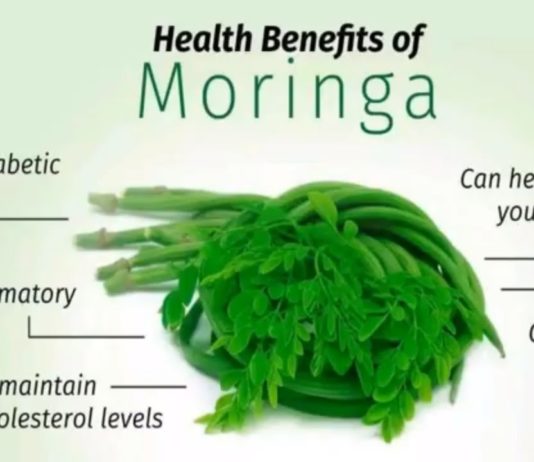 Health Benefits of
Moringa
abetic
Can he
you
matory
maintain
olesterol levels